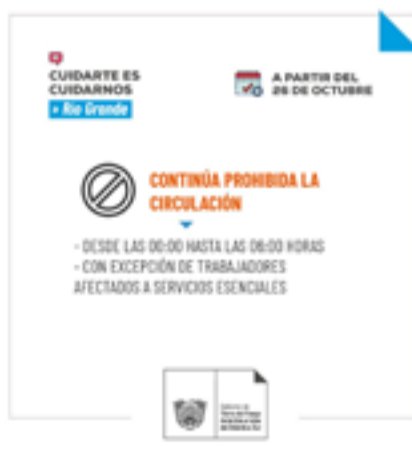 CUIDARTE ES
CUIDARNOS
+ Río Grande
A PARTIR DEL
26 DE OCTUBRE
CONTINÚA PROHIBIDA LA
CIRCULACIÓN
- DESDE LAS 00:00 HASTA LAS 06:00 HORAS
- CON EXCEPCIÓN DE TRABAJADORES
AFECTADOS A SERVICIOS ESENCIALES